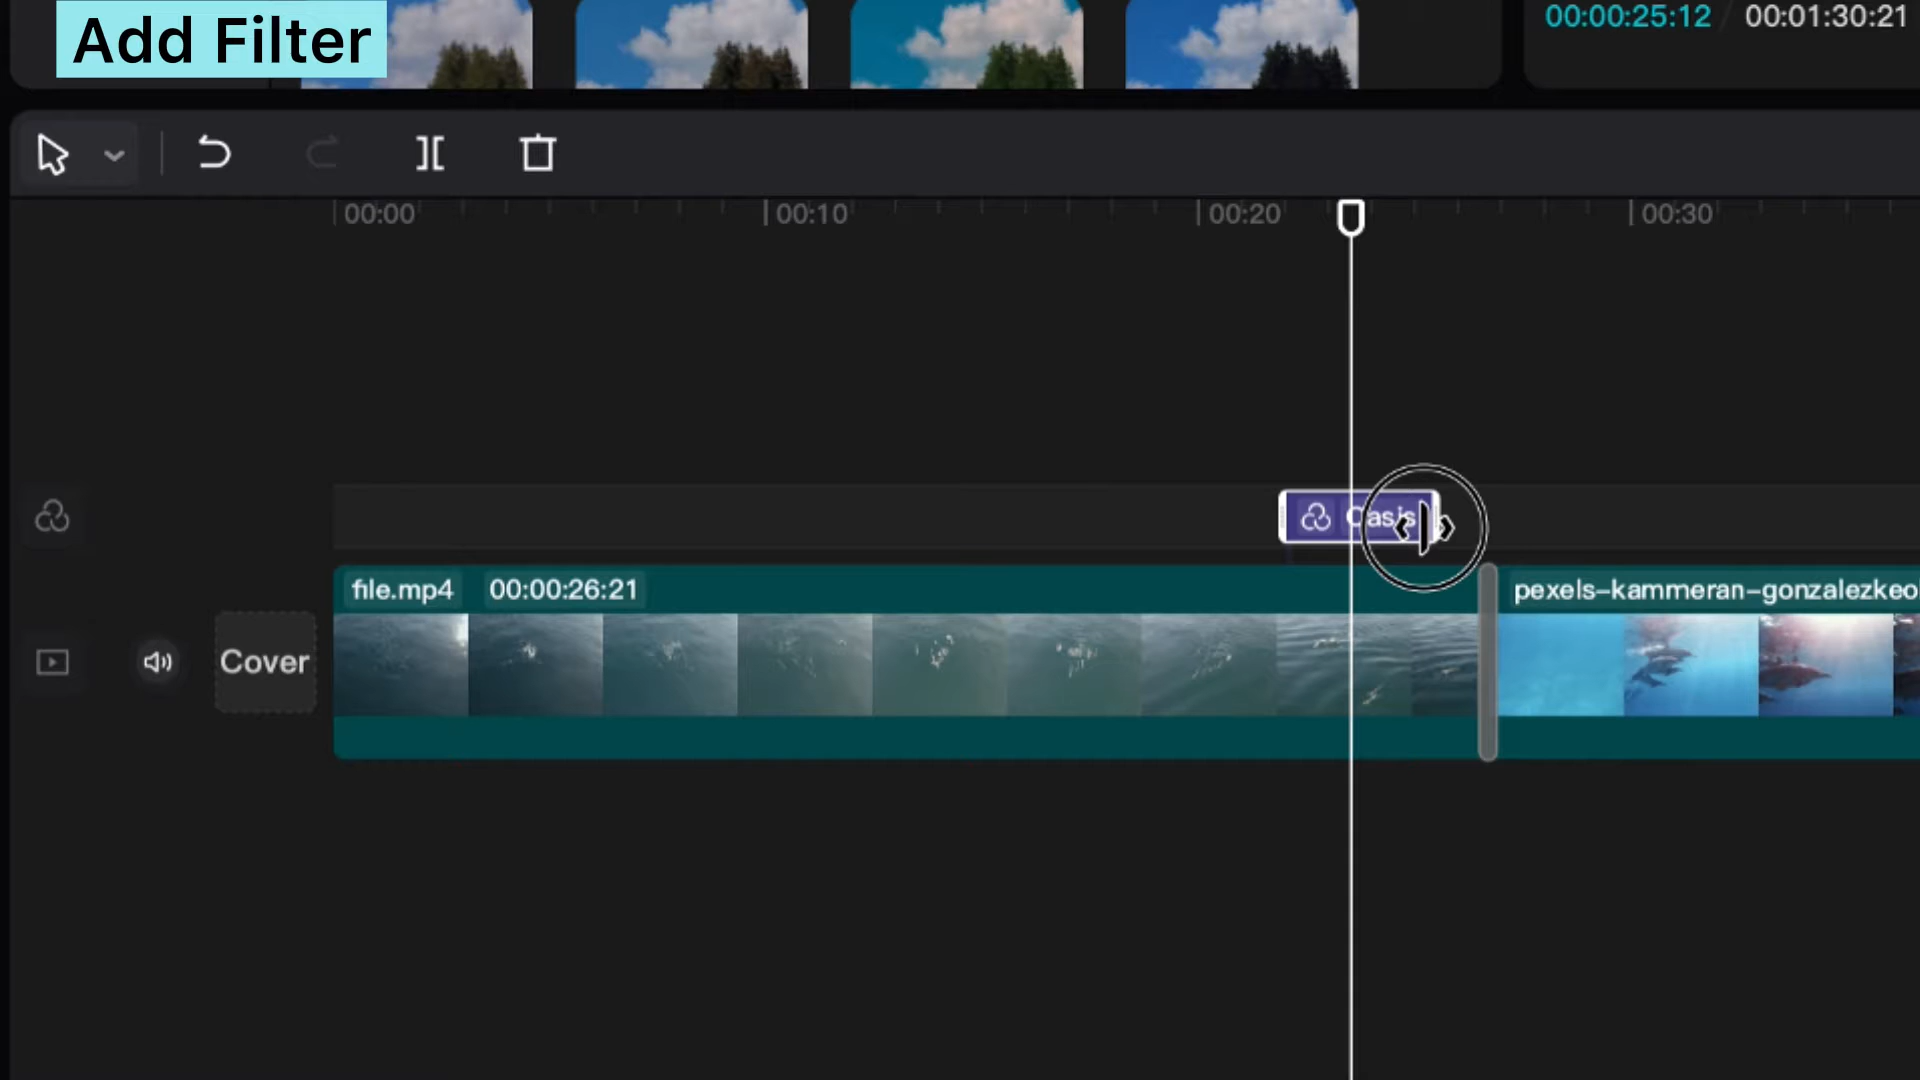 Add Filter
00:00:25:12 / 00:01:30:21
00:00 00:10 00:20 00:30
Oasis
file.mp4 00:00:26:21
pexels-kammeran-gonzalezkeo
Cover